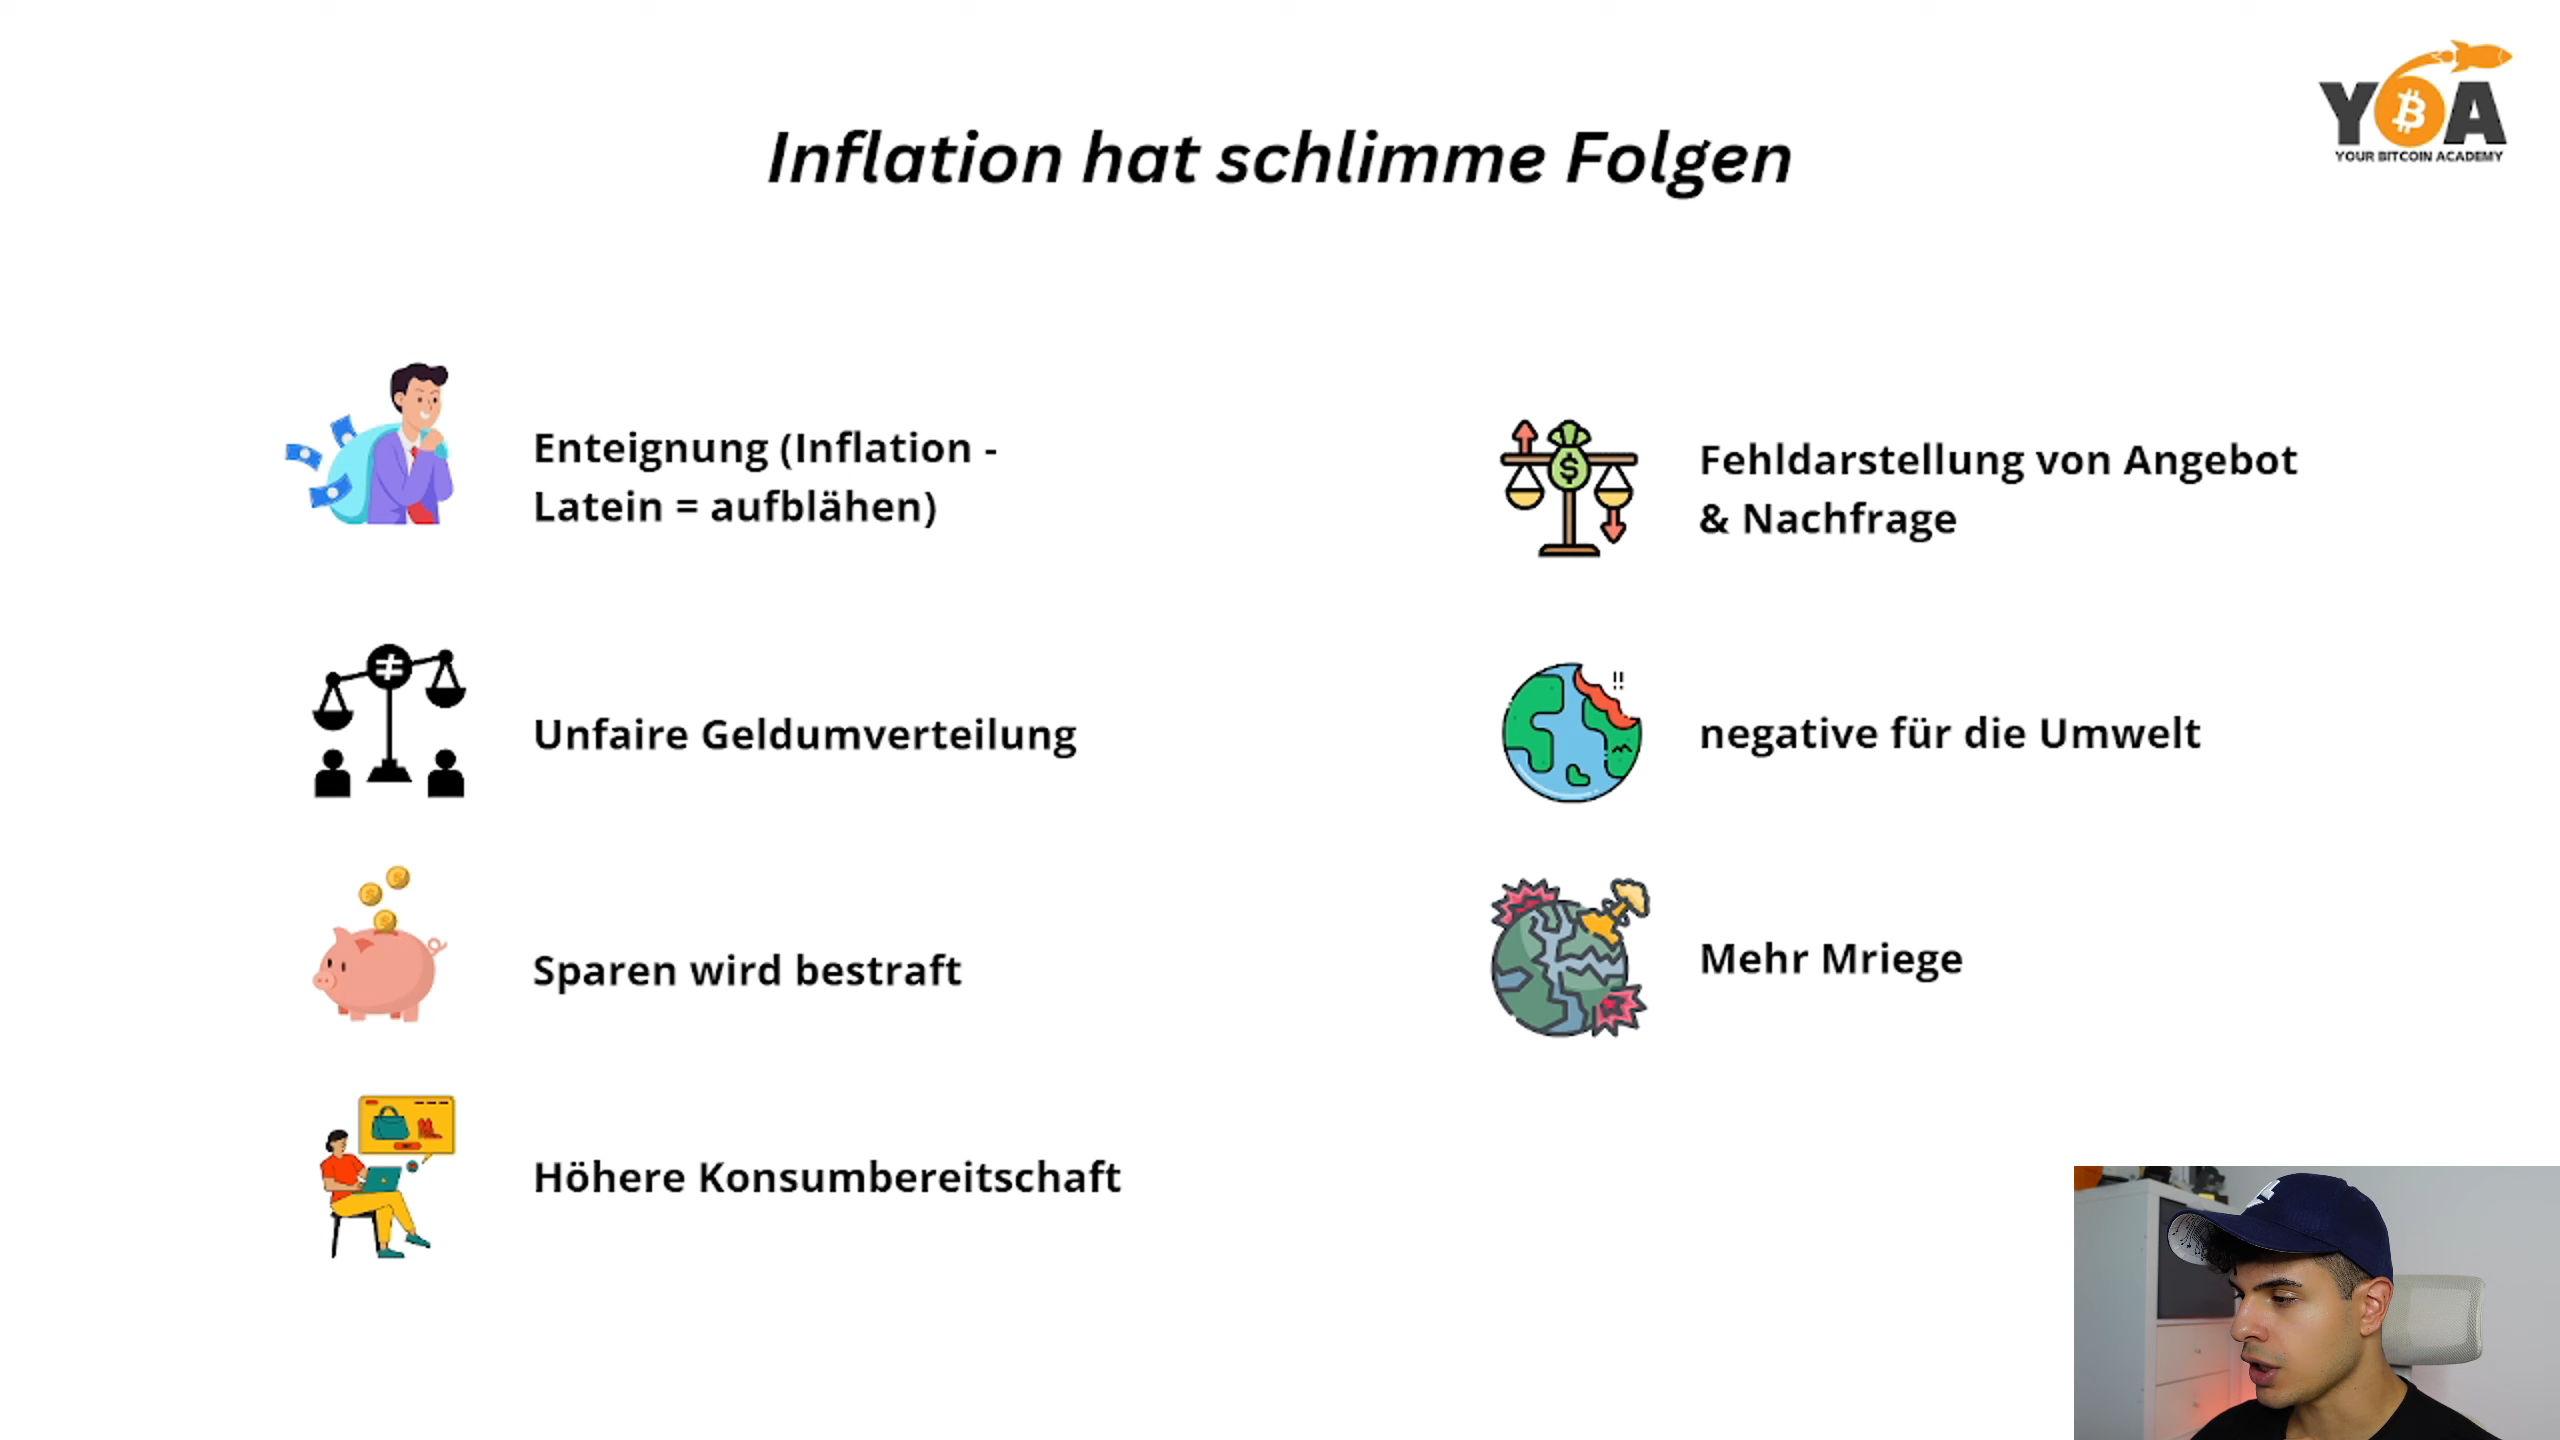 Inflation hat schlimme Folgen
YBA
YOUR BITCOIN ACADEMY
Enteignung (Inflation -
Latein = aufblähen)
Unfaire Geldumverteilung
Sparen wird bestraft
Höhere Konsumbereitschaft
Fehldarstellung von Angebot
& Nachfrage
negative für die Umwelt
Mehr Mriege